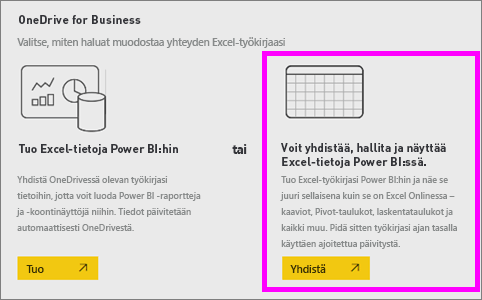 OneDrive for Business
Valitse, miten haluat muodostaa yhteyden Excel-työkirjaasi
Tuo Excel-tietoja Power BI:hin
Yhdistä OneDrivessä olevan työkirjasi
tietoihin, jotta voit luoda Power BI -raportteja
ja -koontinäyttöjä niihin. Tiedot päivitetään
automaattisesti OneDrivestä.
Tuo
tai
Voit yhdistää, hallita ja näyttää
Excel-tietoja Power BI:ssä.
Tuo Excel-työkirjasi Power BI:hin ja näe se
juuri sellaisena kuin se on Excel Onlinessa –
kaaviot, Pivot-taulukot, laskentataulukot ja
kaikki muu. Pidä sitten työkirjasi ajan tasalla
käyttäen ajoitettua päivitystä.
Yhdistä